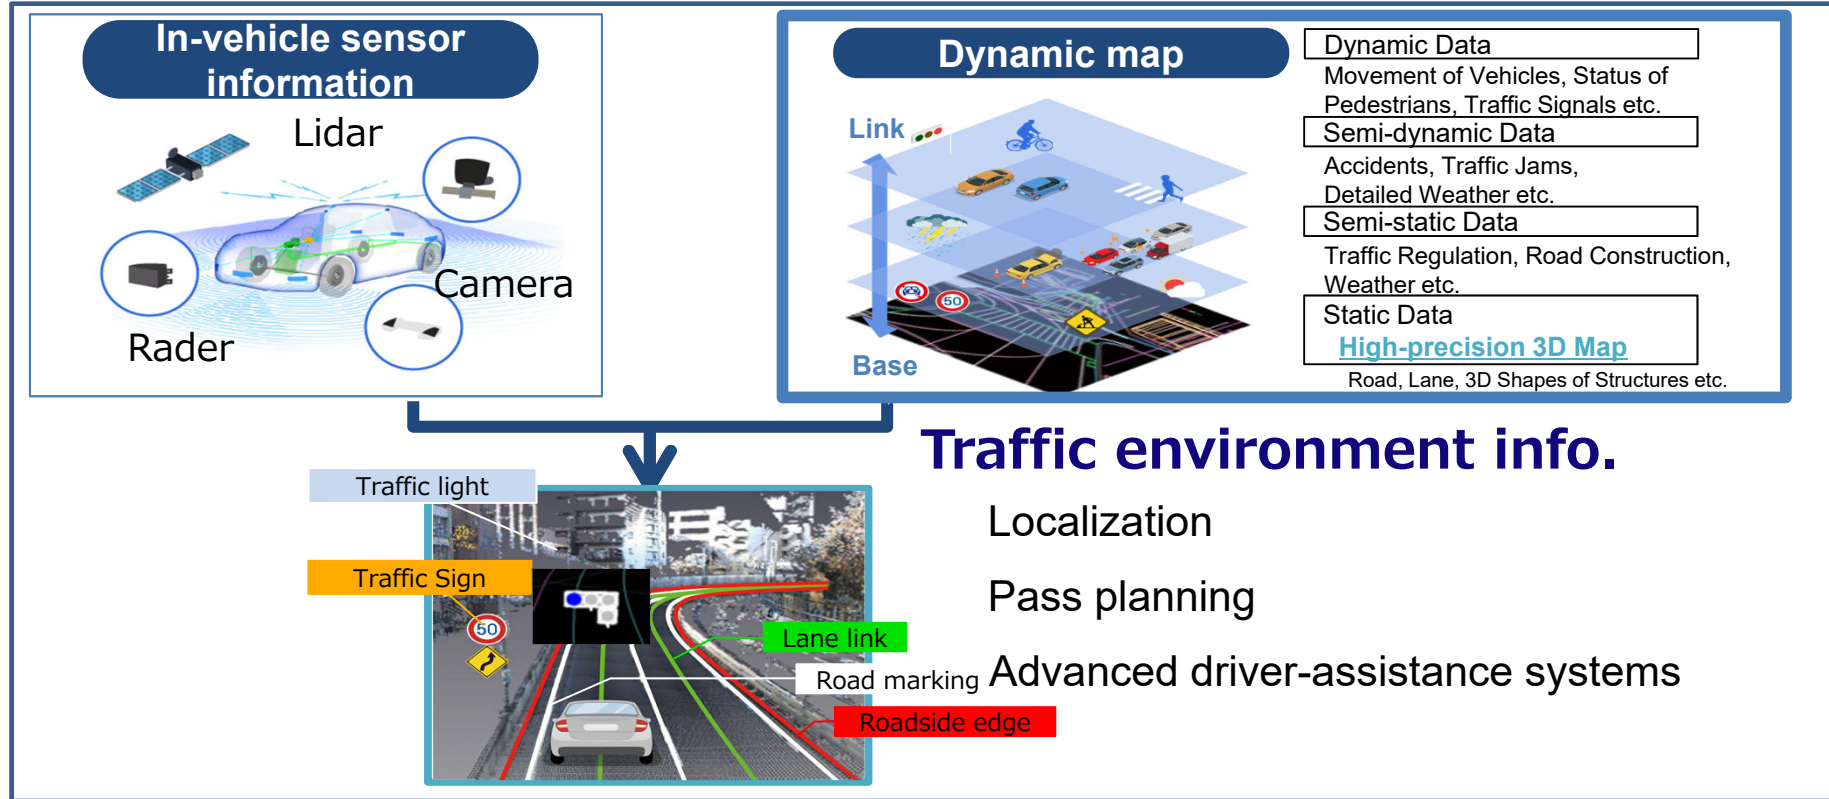 In-vehicle sensor
information
Lidar
Camera
Rader
Dynamic map
Link
Base
50
Dynamic Data
Movement of Vehicles, Status of
Pedestrians, Traffic Signals etc.
Semi-dynamic Data
Accidents, Traffic Jams,
Detailed Weather etc.
Semi-static Data
Traffic Regulation, Road Construction,
Weather etc.
Static Data
High-precision 3D Map
Road, Lane, 3D Shapes of Structures etc.
Traffic environment info.
Localization
Pass planning
Advanced driver-assistance systems
Traffic light
Traffic Sign
50
Lane link
Road marking
Roadside edge